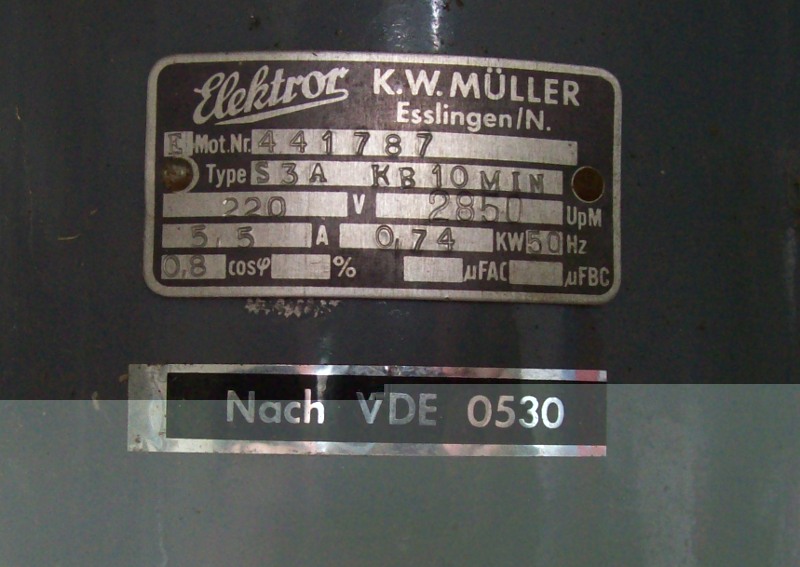 Elektror K.W. MÜLLER
Esslingen/N.
E Mot.Nr. 441787
Type S3A KB10MIN
220 V 2850 UpM
5,5 A 0,74 KW 50 Hz
0,8 cosφ % µFAC µFBC
Nach VDE 0530